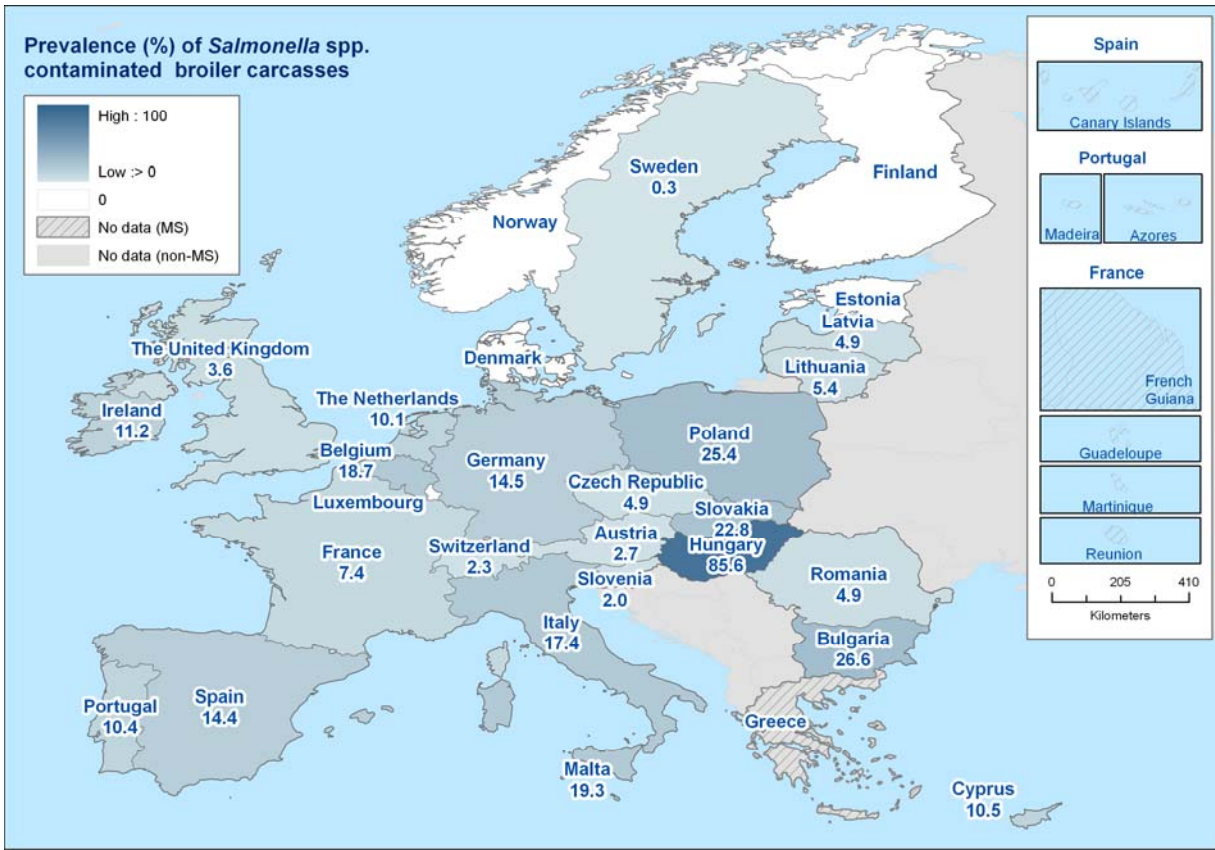 Prevalence (%) of Salmonella spp.
contaminated broiler carcasses
High : 100
Low :> 0
0
No data (MS)
No data (non-MS)
Sweden
0.3
Finland
Norway
Estonia
Latvia
4.9
Denmark
Lithuania
5.4
The United Kingdom
3.6
Ireland
11.2
The Netherlands
10.1
Belgium
18.7
Germany
14.5
Poland
25.4
Czech Republic
4.9
Luxembourg
Slovakia
22.8
France
7.4
Switzerland
2.3
Austria
2.7
Hungary
85.6
Slovenia
2.0
Romania
4.9
Italy
17.4
Bulgaria
26.6
Portugal
10.4
Spain
14.4
Greece
Malta
19.3
Cyprus
10.5
Spain
Canary Islands
Portugal
Madeira
Azores
France
French
Guiana
Guadeloupe
Martinique
Reunion
0 205 410
Kilometers